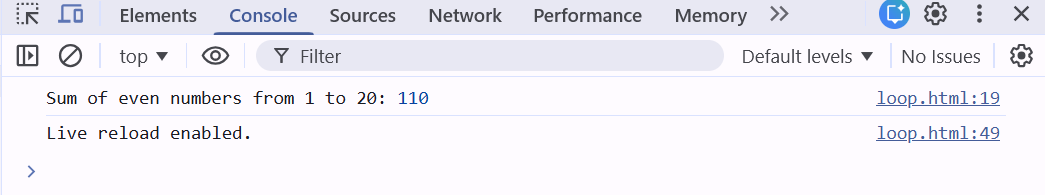 Elements Console Sources Network Performance Memory
top Filter Default levels No Issues
Sum of even numbers from 1 to 20: 110 loop.html:19
Live reload enabled. loop.html:49